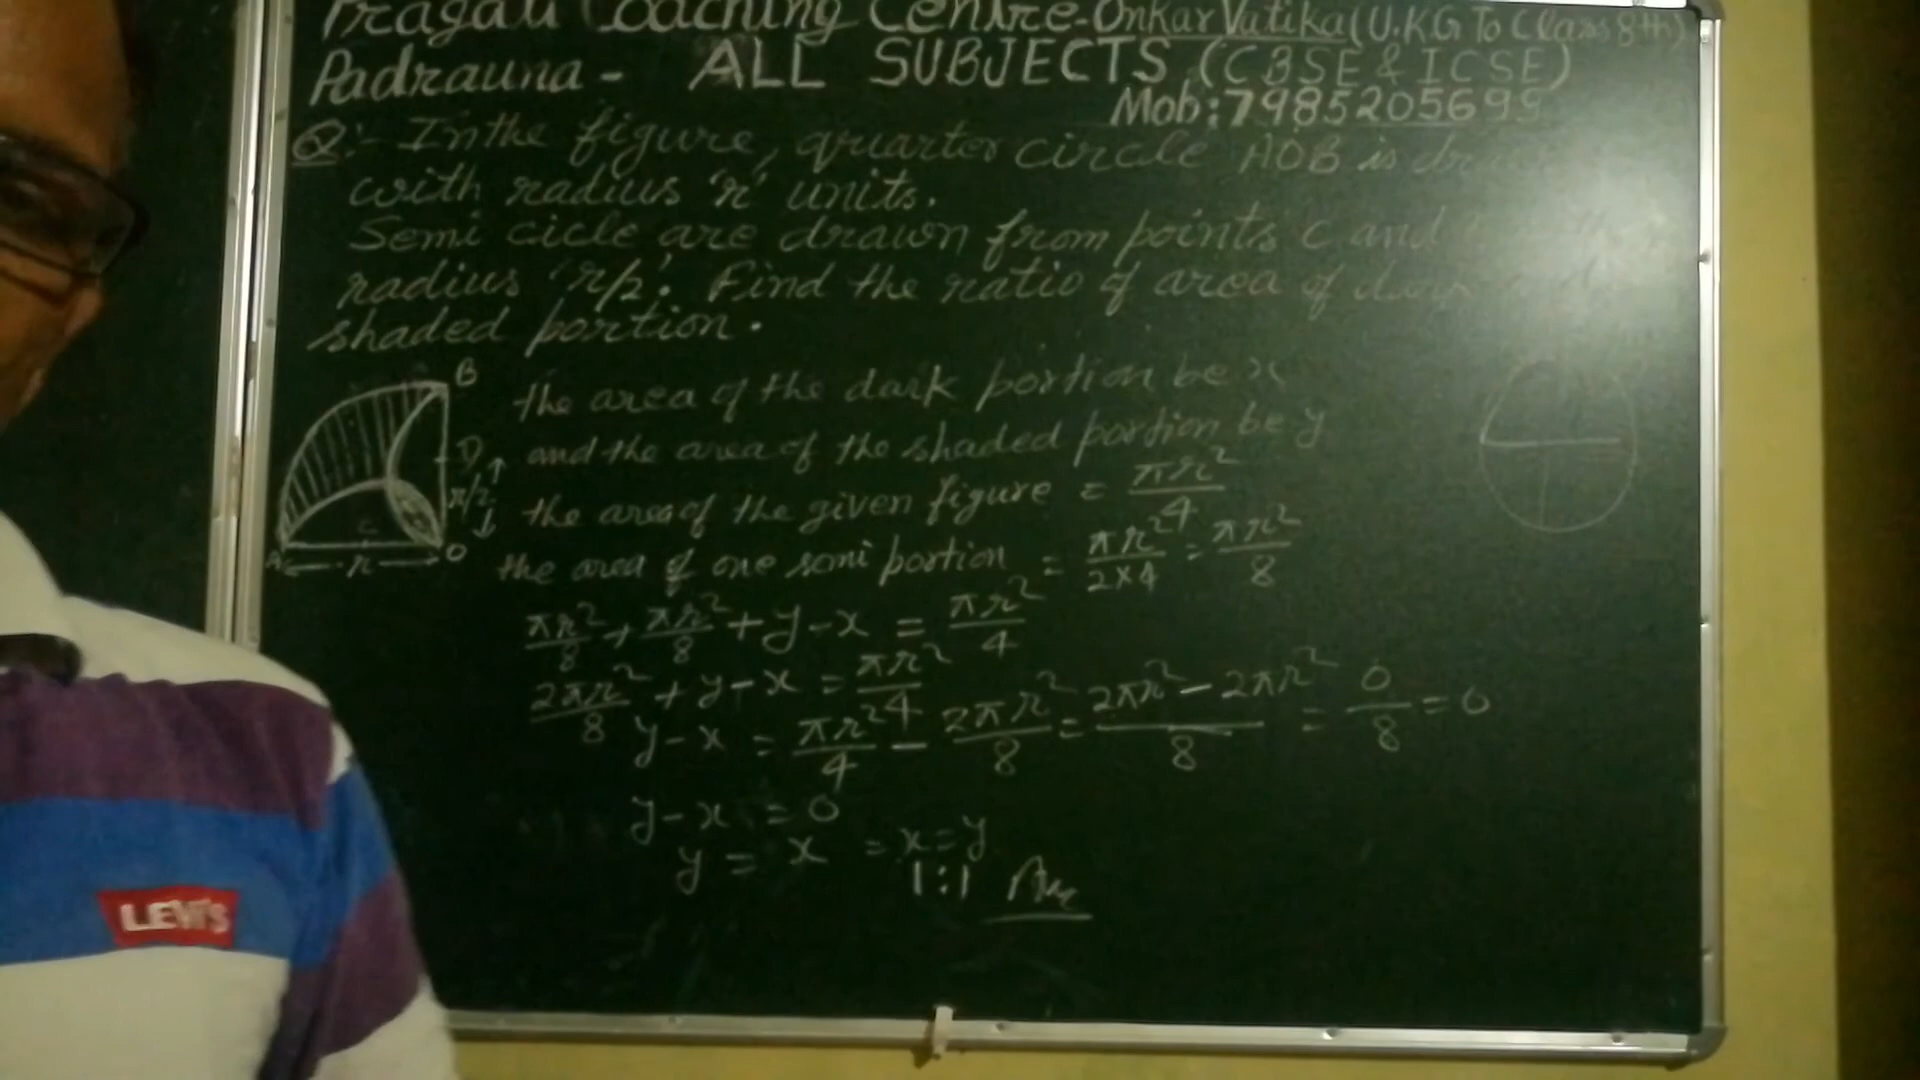 Pragati Coaching Centre-Onkar Vatika (U.K.G To Class 8th)
Padrauna - ALL SUBJECTS (CBSE & ICSE)
Mob: 798520569
Q:- In the figure, quarter circle AOB is
with radius 'r' units.
Semi cicle are drawn from points C and
radius 'r/2'. Find the ratio of area of dark
shaded portion.
B
D
r/2
C
A
r
O
the area of the dark portion be x
and the area of the shaded portion be y
the area of the given figure = πr²/4
the area of one semi portion = πr²/2×4 = πr²/8
πr²/8 + πr²/8 + y - x = πr²/4
2πr²/8 + y - x = πr²/4
y - x = πr²/4 - 2πr²/8 = 2πr² - 2πr²/8 = 0/8 = 0
y - x = 0
y = x = x = y
1:1 Ans
LEVI'S